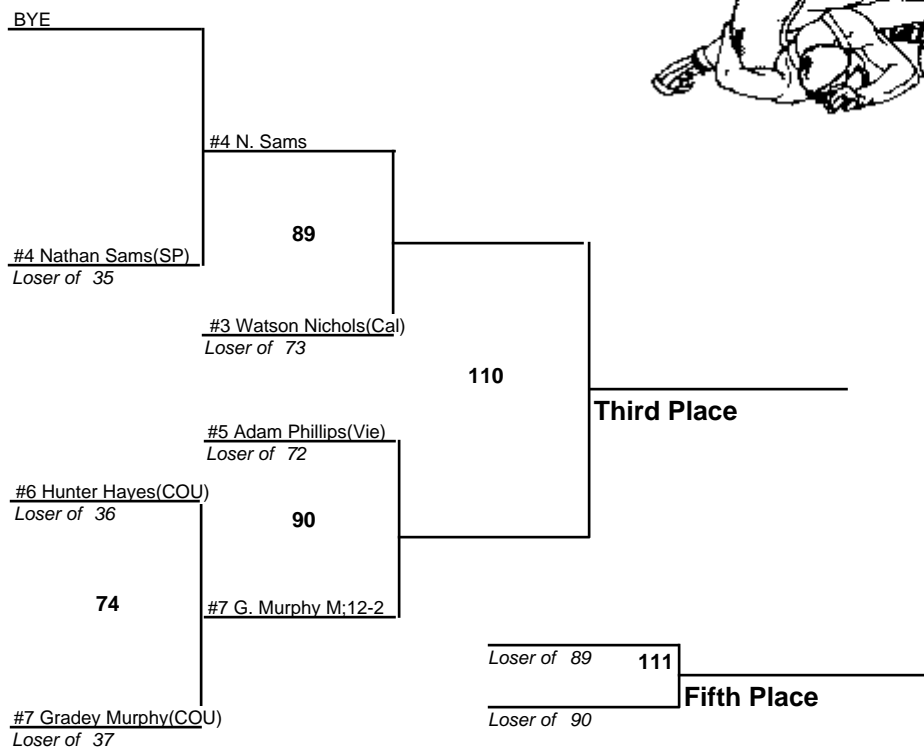 BYE
#4 N. Sams
89
#4 Nathan Sams(SP)
Loser of 35
#3 Watson Nichols(Cal)
Loser of 73
110
Third Place
#5 Adam Phillips(Vie)
Loser of 72
#6 Hunter Hayes(COU)
Loser of 36
90
74
#7 G. Murphy M;12-2
#7 Gradey Murphy(COU)
Loser of 37
Loser of 89
111
Fifth Place
Loser of 90